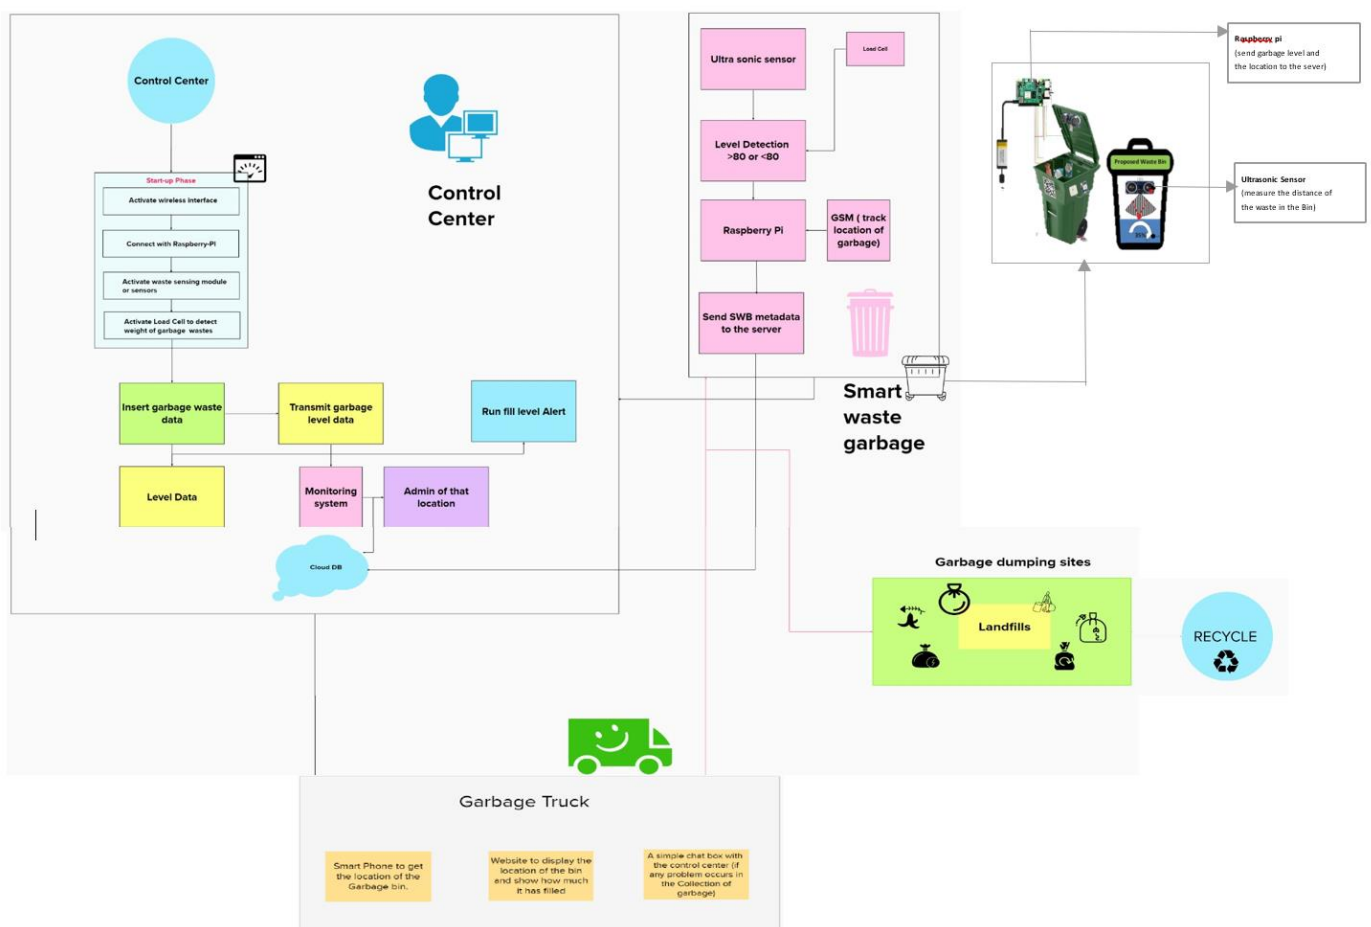 Control Center
Start-up Phase
Activate wireless Interface
Connect with Raspberry-PI
Activate waste sensing module
or sensors
Activate Load Cell to detect
weight of garbage wastes
Control
Center
Insert garbage waste
data
Transmit garbage
level data
Run fill level Alert
Level Data
Monitoring
system
Admin of that
location
Cloud DB
Ultra sonic sensor
Load Cell
Level Detection
>80 or <80
Raspberry Pi
GSM ( track
location of
garbage)
Send SWB metadata
to the server
Smart
waste
garbage
Proposed Waste Bin
Raspberry pi
(send garbage level and
the location to the sever)
Ultrasonic Sensor
(measure the distance of
the waste in the Bin)
Garbage dumping sites
Landfills
RECYCLE
Garbage Truck
Smart Phone to get
the location of the
Garbage bin.
Website to display the
location of the bin
and show how much
it has filled
A simple chat box with
the control center (if
any problem occurs in
the Collection of
garbage)